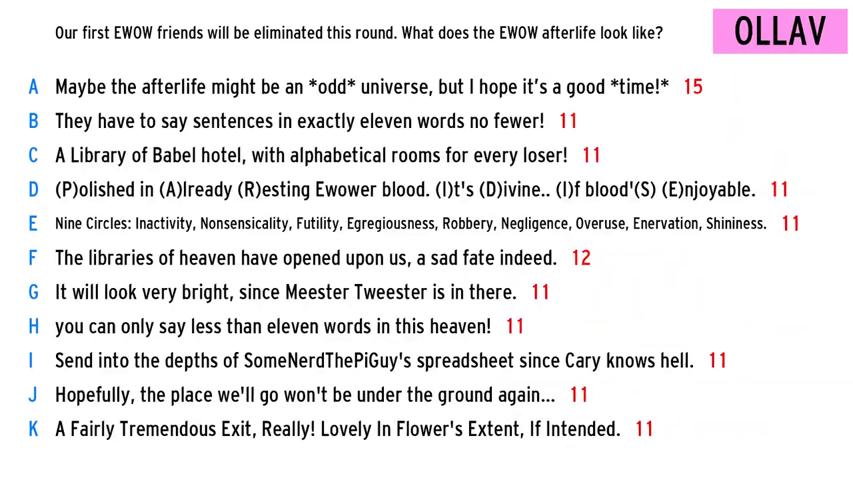 Our first EWOW friends will be eliminated this round. What does the EWOW afterlife look like?
OLLAV
A Maybe the afterlife might be an *odd* universe, but I hope it's a good *time!* 15
B They have to say sentences in exactly eleven words no fewer! 11
C A Library of Babel hotel, with alphabetical rooms for every loser! 11
D (P)olished in (A)lready (R)esting Ewower blood. (I)t's (D)ivine.. (I)f blood'(S) (E)njoyable. 11
E Nine Circles: Inactivity, Nonsensicality, Futility, Egregiousness, Robbery, Negligence, Overuse, Enervation, Shininess. 11
F The libraries of heaven have opened upon us, a sad fate indeed. 12
G It will look very bright, since Meester Tweester is in there. 11
H you can only say less than eleven words in this heaven! 11
I Send into the depths of SomeNerdThePiGuy's spreadsheet since Cary knows hell. 11
J Hopefully, the place we'll go won't be under the ground again... 11
K A Fairly Tremendous Exit, Really! Lovely In Flower's Extent, If Intended. 11